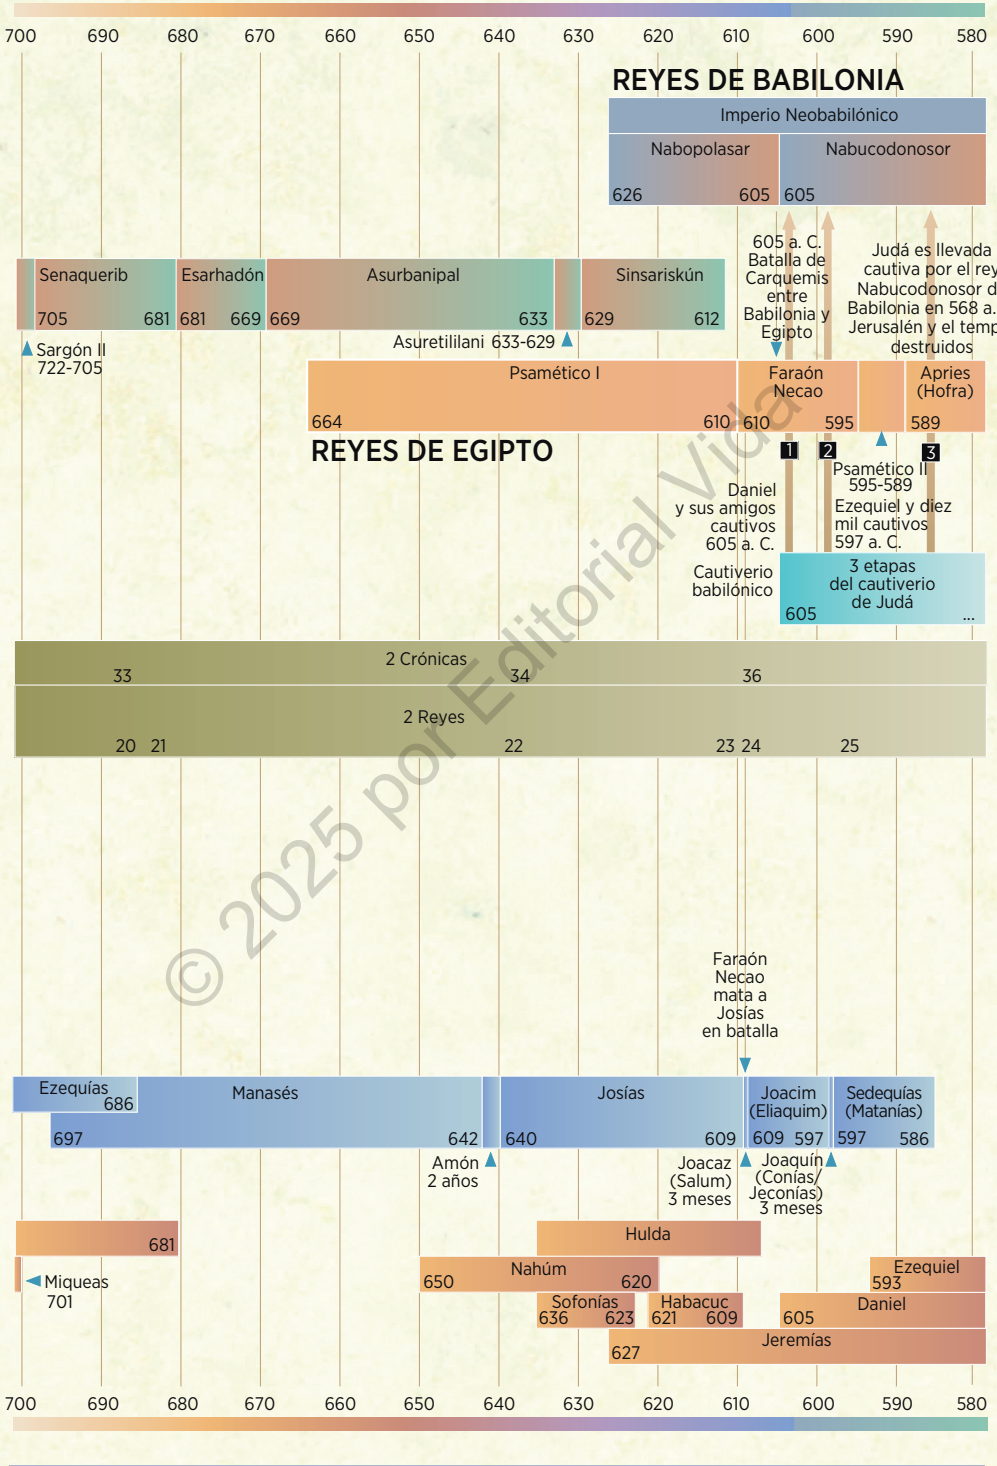 700 690 680 670 660 650 640 630 620 610 600 590 580
REYES DE BABILONIA
Imperio Neobabilónico
Nabopolasar
626 605
Nabucodonosor
605
605 a. C.
Batalla de
Carquemis
entre
Babilonia y
Egipto
Judá es llevada
cautiva por el rey
Nabucodonosor d
Babilonia en 568 a.
Jerusalén y el temp
destruidos
Senaquerib
705 681
Esarhadón
681 669
Asurbanipal
669 633
Sinsariskún
629 612
Sargón II
722-705
Asuretililani 633-629
Psamético I
664 610
Faraón
Necao
610 595
Apries
(Hofra)
589
REYES DE EGIPTO
1 2 3
Psamético II
595-589
Daniel
y sus amigos
cautivos
605 a. C.
Ezequiel y diez
mil cautivos
597 a. C.
Cautiverio
babilónico
3 etapas
del cautiverio
de Judá
605 ...
2 Crónicas
33 34 36
2 Reyes
20 21 22 23 24 25
© 2025 por Editorial Vida
Faraón
Necao
mata a
Josías
en batalla
Ezequías
686
Manasés
697 642
Josías
640 609
Joacim
(Eliaquim)
609 597
Sedequías
(Matanías)
597 586
Amón
2 años
Joacaz
(Salum)
3 meses
Joaquín
(Conías/
Jeconías)
3 meses
681
Miqueas
701
Hulda
Nahúm
650 620
Ezequiel
593
Sofonías
636 623
Habacuc
621 609
Daniel
605
Jeremías
627
700 690 680 670 660 650 640 630 620 610 600 590 580